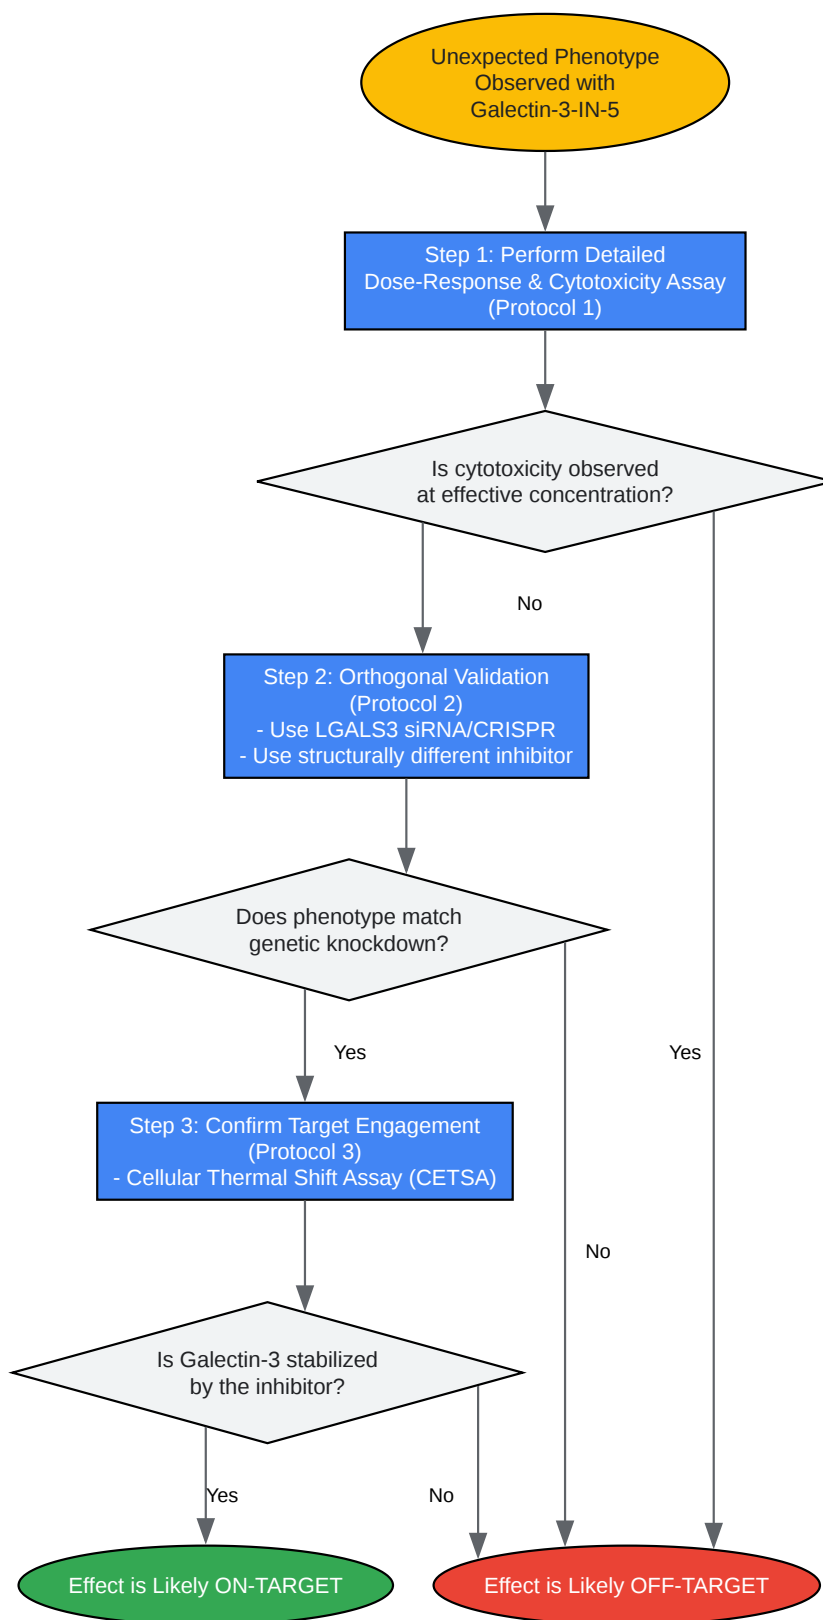 Unexpected Phenotype
Observed with
Galectin-3-IN-5
Step 1: Perform Detailed
Dose-Response & Cytotoxicity Assay
(Protocol 1)
Is cytotoxicity observed
at effective concentration?
No
Step 2: Orthogonal Validation
(Protocol 2)
- Use LGALS3 siRNA/CRISPR
- Use structurally different inhibitor
Does phenotype match
genetic knockdown?
Yes
Yes
Step 3: Confirm Target Engagement
(Protocol 3)
- Cellular Thermal Shift Assay (CETSA)
No
Is Galectin-3 stabilized
by the inhibitor?
Yes
No
Effect is Likely ON-TARGET
Effect is Likely OFF-TARGET